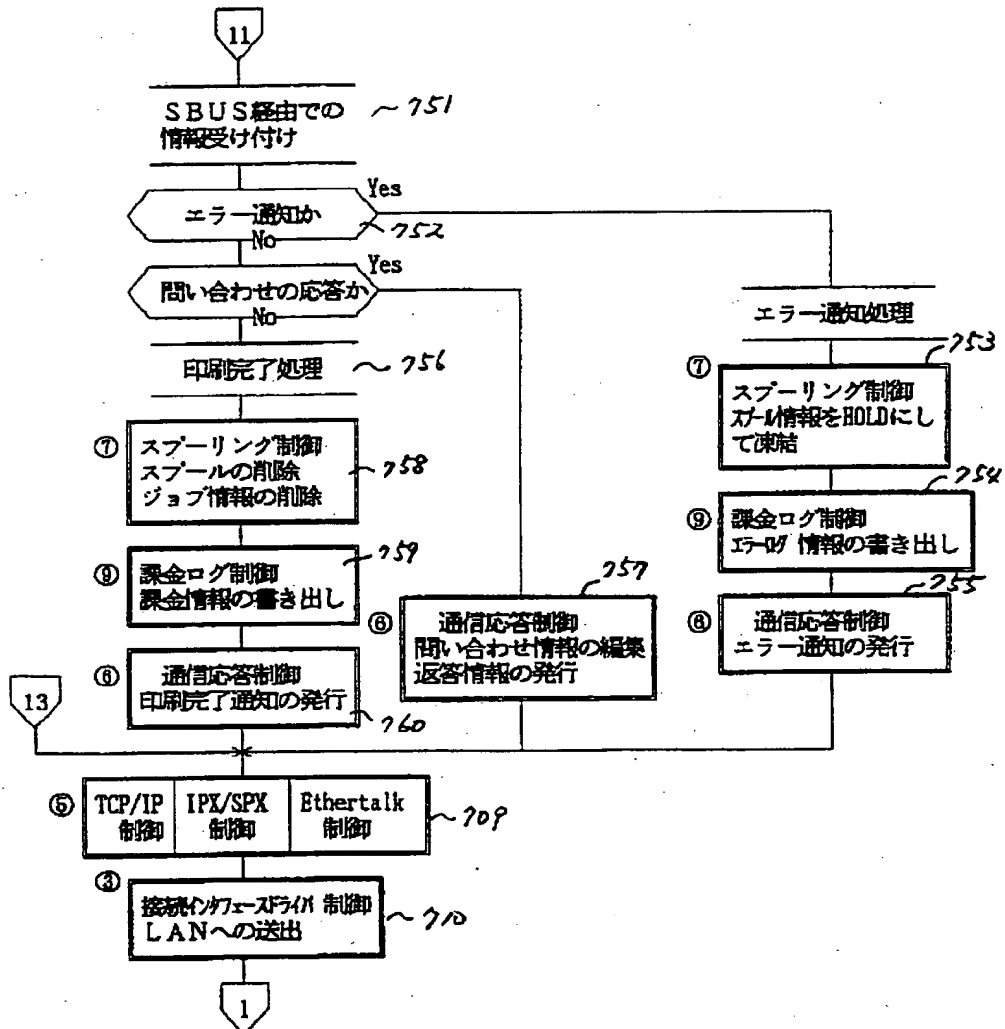 11
SBUS経由での
情報受け付け
~751
エラー通知か
Yes
No
752
問い合わせの応答か
Yes
No
印刷完了処理
~756
⑦ スプーリング制御
スプールの削除
ジョブ情報の削除
758
⑨ 課金ログ制御
課金情報の書き出し
759
⑥ 通信応答制御
印刷完了通知の発行
760
⑥ 通信応答制御
問い合わせ情報の編集
返答情報の発行
757
エラー通知処理
753
⑦ スプーリング制御
スプール情報をHOLDにし
て凍結
754
⑨ 課金ログ制御
エラーログ 情報の書き出し
755
通信応答制御
エラー通知の発行
13
⑤ TCP/IP 制御
IPX/SPX 制御
Ethertalk 制御
~709
③ 接続インタフェースドライバ 制御
LANへの送出
~710
1